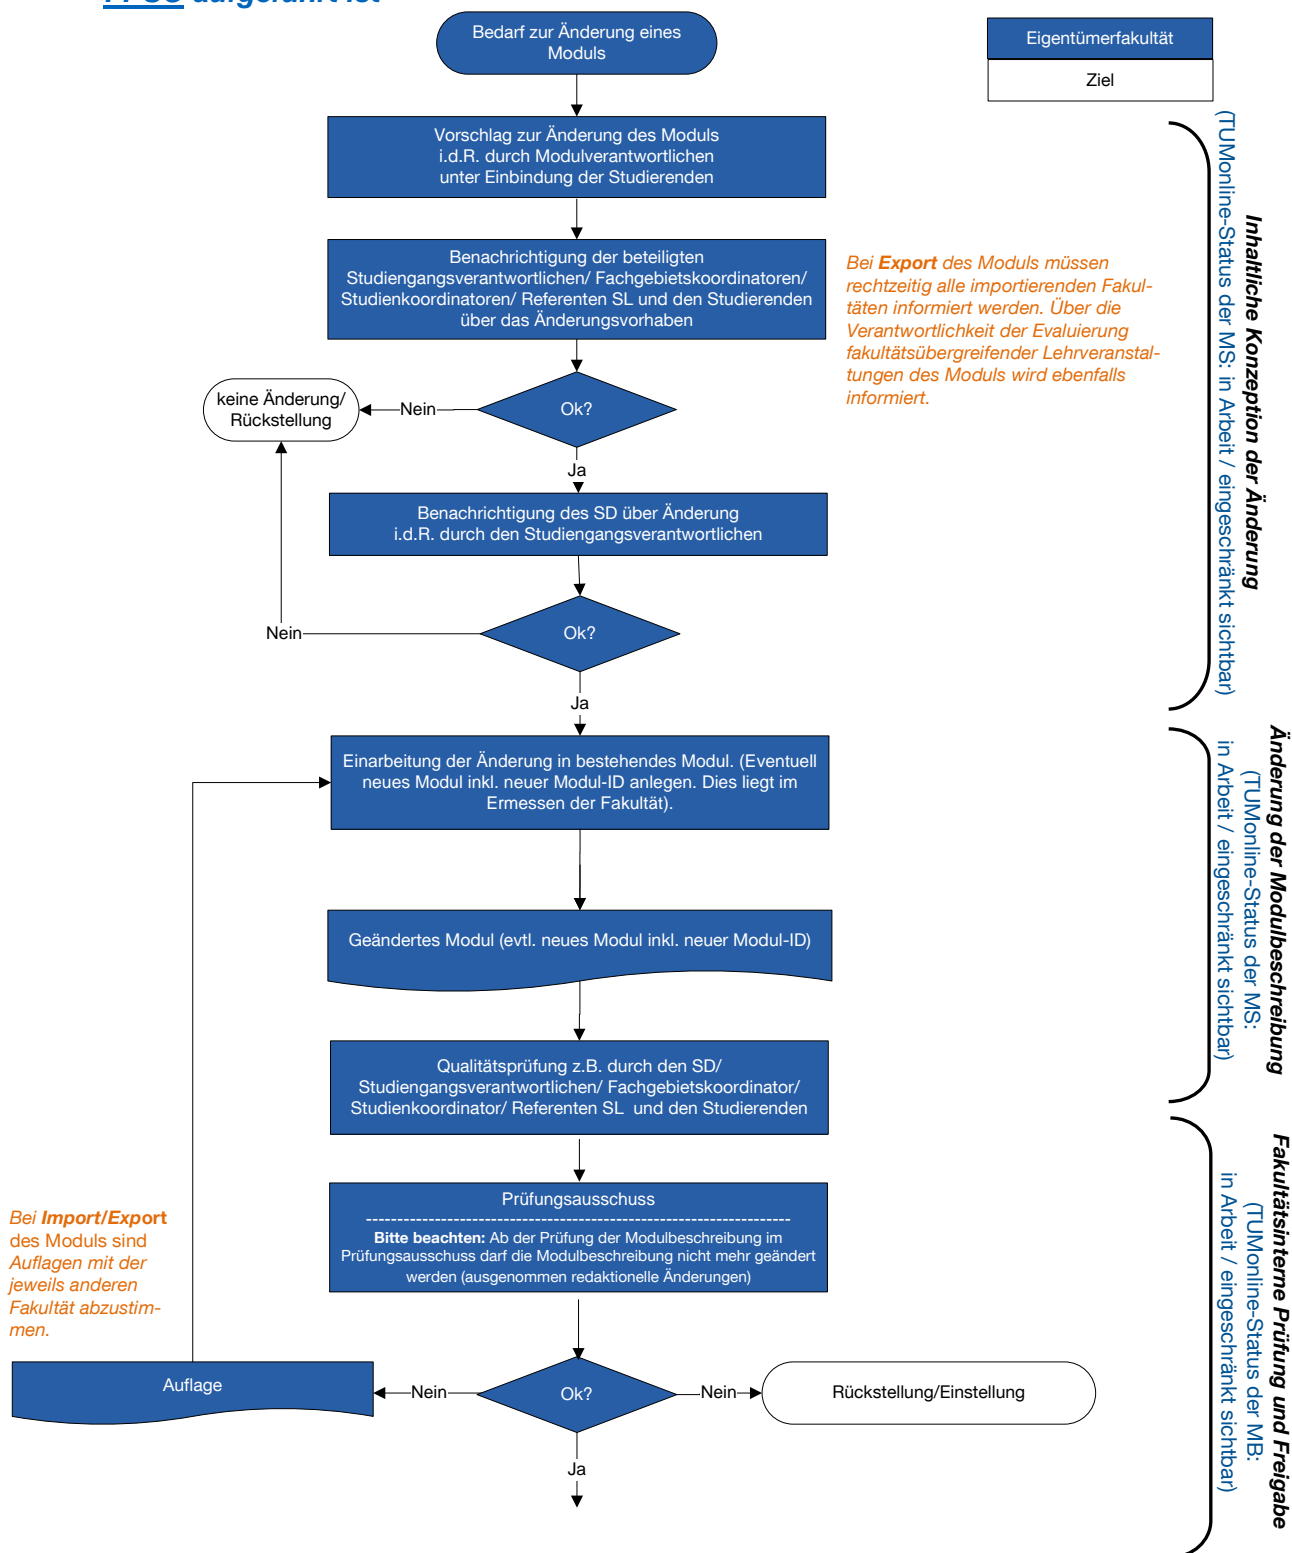 aufgeführt ist
Bedarf zur Änderung eines
Moduls
Eigentümerfakultät
Ziel
Vorschlag zur Änderung des Moduls
i.d.R. durch Modulverantwortlichen
unter Einbindung der Studierenden
Benachrichtigung der beteiligten
Studiengangsverantwortlichen/ Fachgebietskoordinatoren/
Studienkoordinatoren/ Referenten SL und den Studierenden
über das Änderungsvorhaben
Bei Export des Moduls müssen
rechtzeitig alle importierenden Fakul-
täten informiert werden. Über die
Verantwortlichkeit der Evaluierung
fakultätsübergreifender Lehrveranstal-
tungen des Moduls wird ebenfalls
informiert.
Inhaltliche Konzeption der Änderung
(TUMonline-Status der MS: in Arbeit / eingeschränkt sichtbar)
keine Änderung/
Rückstellung
Nein
Ok?
Ja
Benachrichtigung des SD über Änderung
i.d.R. durch den Studiengangsverantwortlichen
Nein
Ok?
Ja
Einarbeitung der Änderung in bestehendes Modul. (Eventuell
neues Modul inkl. neuer Modul-ID anlegen. Dies liegt im
Ermessen der Fakultät).
Änderung der Modulbeschreibung
(TUMonline-Status der MS:
in Arbeit / eingeschränkt sichtbar)
Geändertes Modul (evtl. neues Modul inkl. neuer Modul-ID)
Qualitätsprüfung z.B. durch den SD/
Studiengangsverantwortlichen/ Fachgebietskoordinator/
Studienkoordinator/ Referenten SL  und den Studierenden
Fakultätsinterne Prüfung und Freigabe
(TUMonline-Status der MB:
in Arbeit / eingeschränkt sichtbar)
Prüfungsausschuss
--------------------------------------------------------------------
Bitte beachten: Ab der Prüfung der Modulbeschreibung im
Prüfungsausschuss darf die Modulbeschreibung nicht mehr geändert
werden (ausgenommen redaktionelle Änderungen)
Bei Import/Export
des Moduls sind
Auflagen mit der
jeweils anderen
Fakultät abzustim-
men.
Auflage
Nein
Ok?
Nein
Rückstellung/Einstellung
Ja